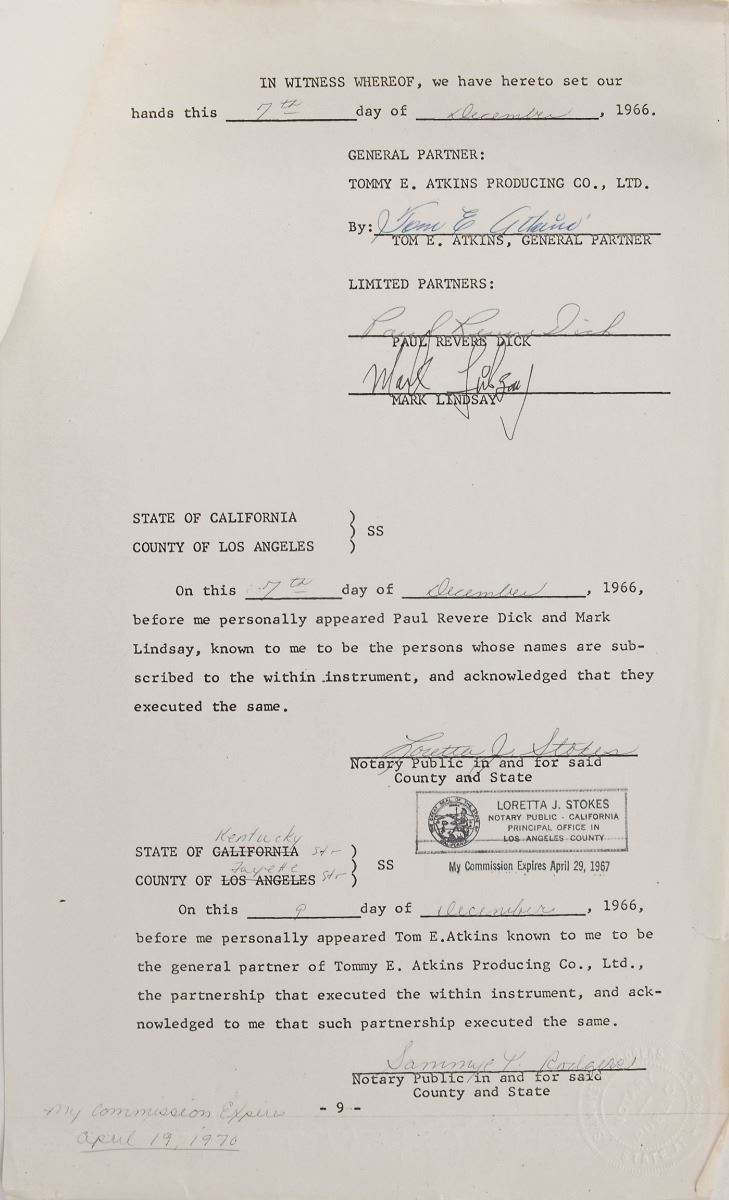 IN WITNESS WHEREOF, we have hereto set our
hands this 7th day of December, 1966.
GENERAL PARTNER:
TOMMY E. ATKINS PRODUCING CO., LTD.
By: Tom E Atkins
TOM E. ATKINS, GENERAL PARTNER
LIMITED PARTNERS:
Paul Revere Dick
PAUL REVERE DICK
Mark Lindsay
MARK LINDSAY
STATE OF CALIFORNIA )
) SS
COUNTY OF LOS ANGELES )
On this 7th day of December, 1966,
before me personally appeared Paul Revere Dick and Mark
Lindsay, known to me to be the persons whose names are sub-
scribed to the within instrument, and acknowledged that they
executed the same.
Loretta J. Stokes
Notary Public in and for said
County and State
LORETTA J. STOKES
NOTARY PUBLIC - CALIFORNIA
PRINCIPAL OFFICE IN
LOS ANGELES COUNTY
My Commission Expires April 29, 1967
Kentucky
STATE OF CALIFORNIA )
) SS
Fayette
COUNTY OF LOS ANGELES )
On this 9 day of December, 1966,
before me personally appeared Tom E.Atkins known to me to be
the general partner of Tommy E. Atkins Producing Co., Ltd.,
the partnership that executed the within instrument, and ack-
nowledged to me that such partnership executed the same.
Sammye Y. Rodgers
Notary Public in and for said
County and State
- 9 -
My Commission Expires
April 19, 1970